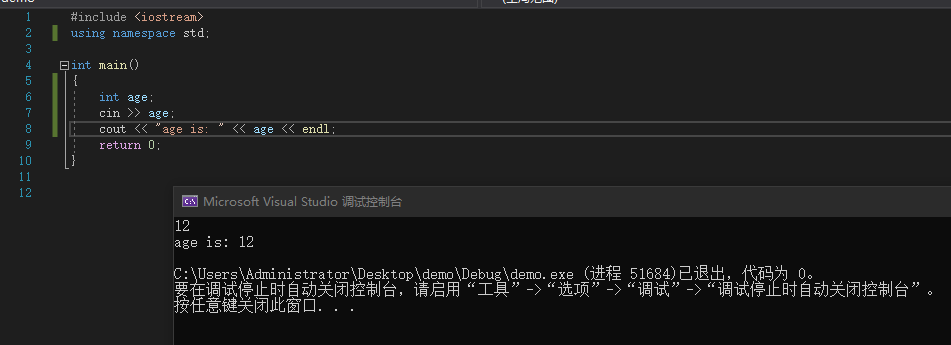 demo
(全局范围)
1 #include <iostream>
2 using namespace std;
3
4 int main()
5 {
6 int age;
7 cin >> age;
8 cout << "age is: " << age << endl;
9 return 0;
10 }
11
12
Microsoft Visual Studio 调试控制台
12
age is: 12
C:\Users\Administrator\Desktop\demo\Debug\demo.exe (进程 51684)已退出，代码为 0。
要在调试停止时自动关闭控制台，请启用“工具”->“选项”->“调试”->“调试停止时自动关闭控制台”。
按任意键关闭此窗口. . .